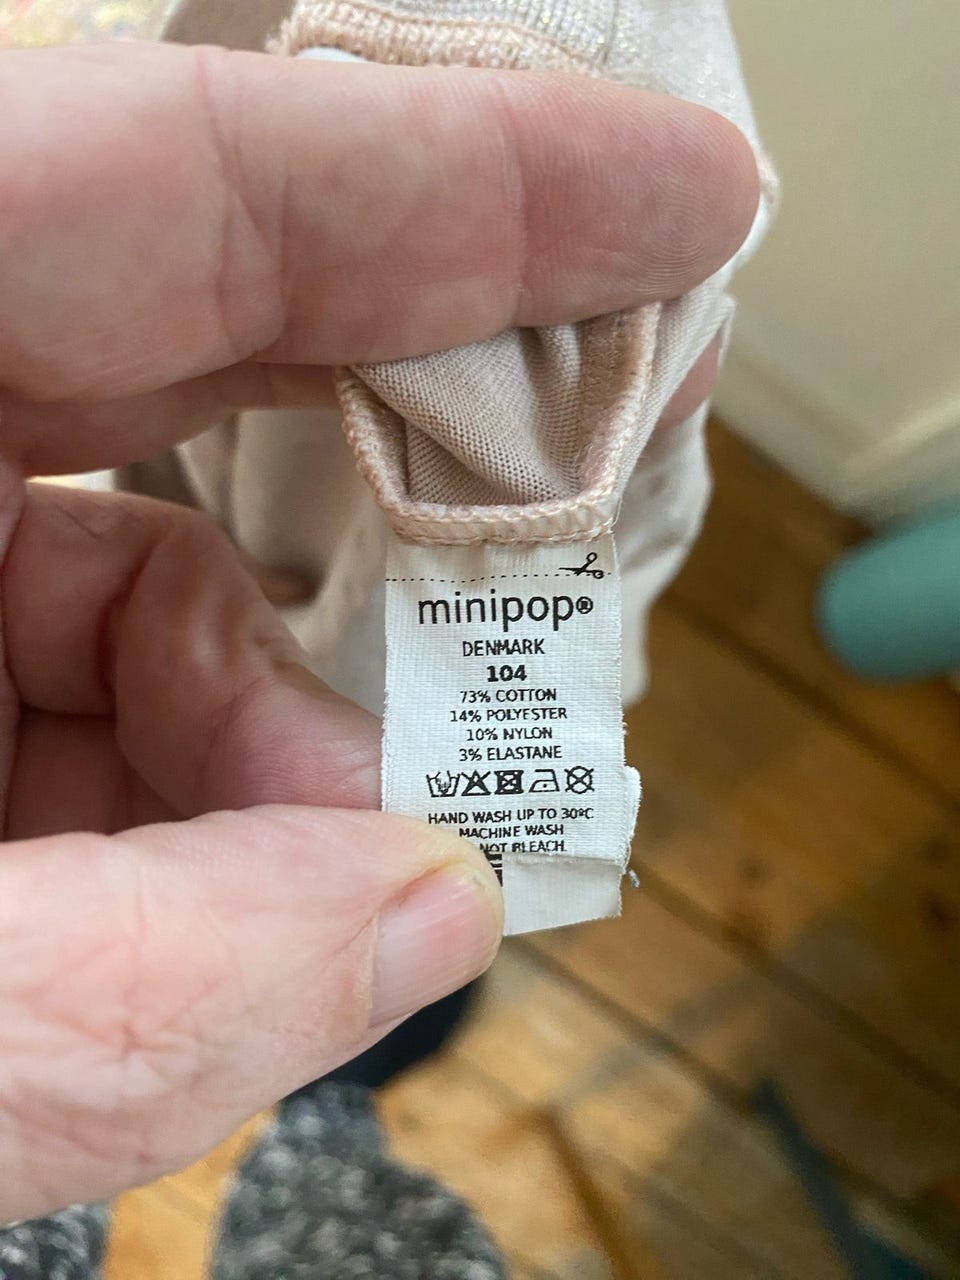 minipop®
DENMARK
104
73% COTTON
14% POLYESTER
10% NYLON
3% ELASTANE
HAND WASH UP TO 30ºC
MACHINE WASH
NOT BLEACH.